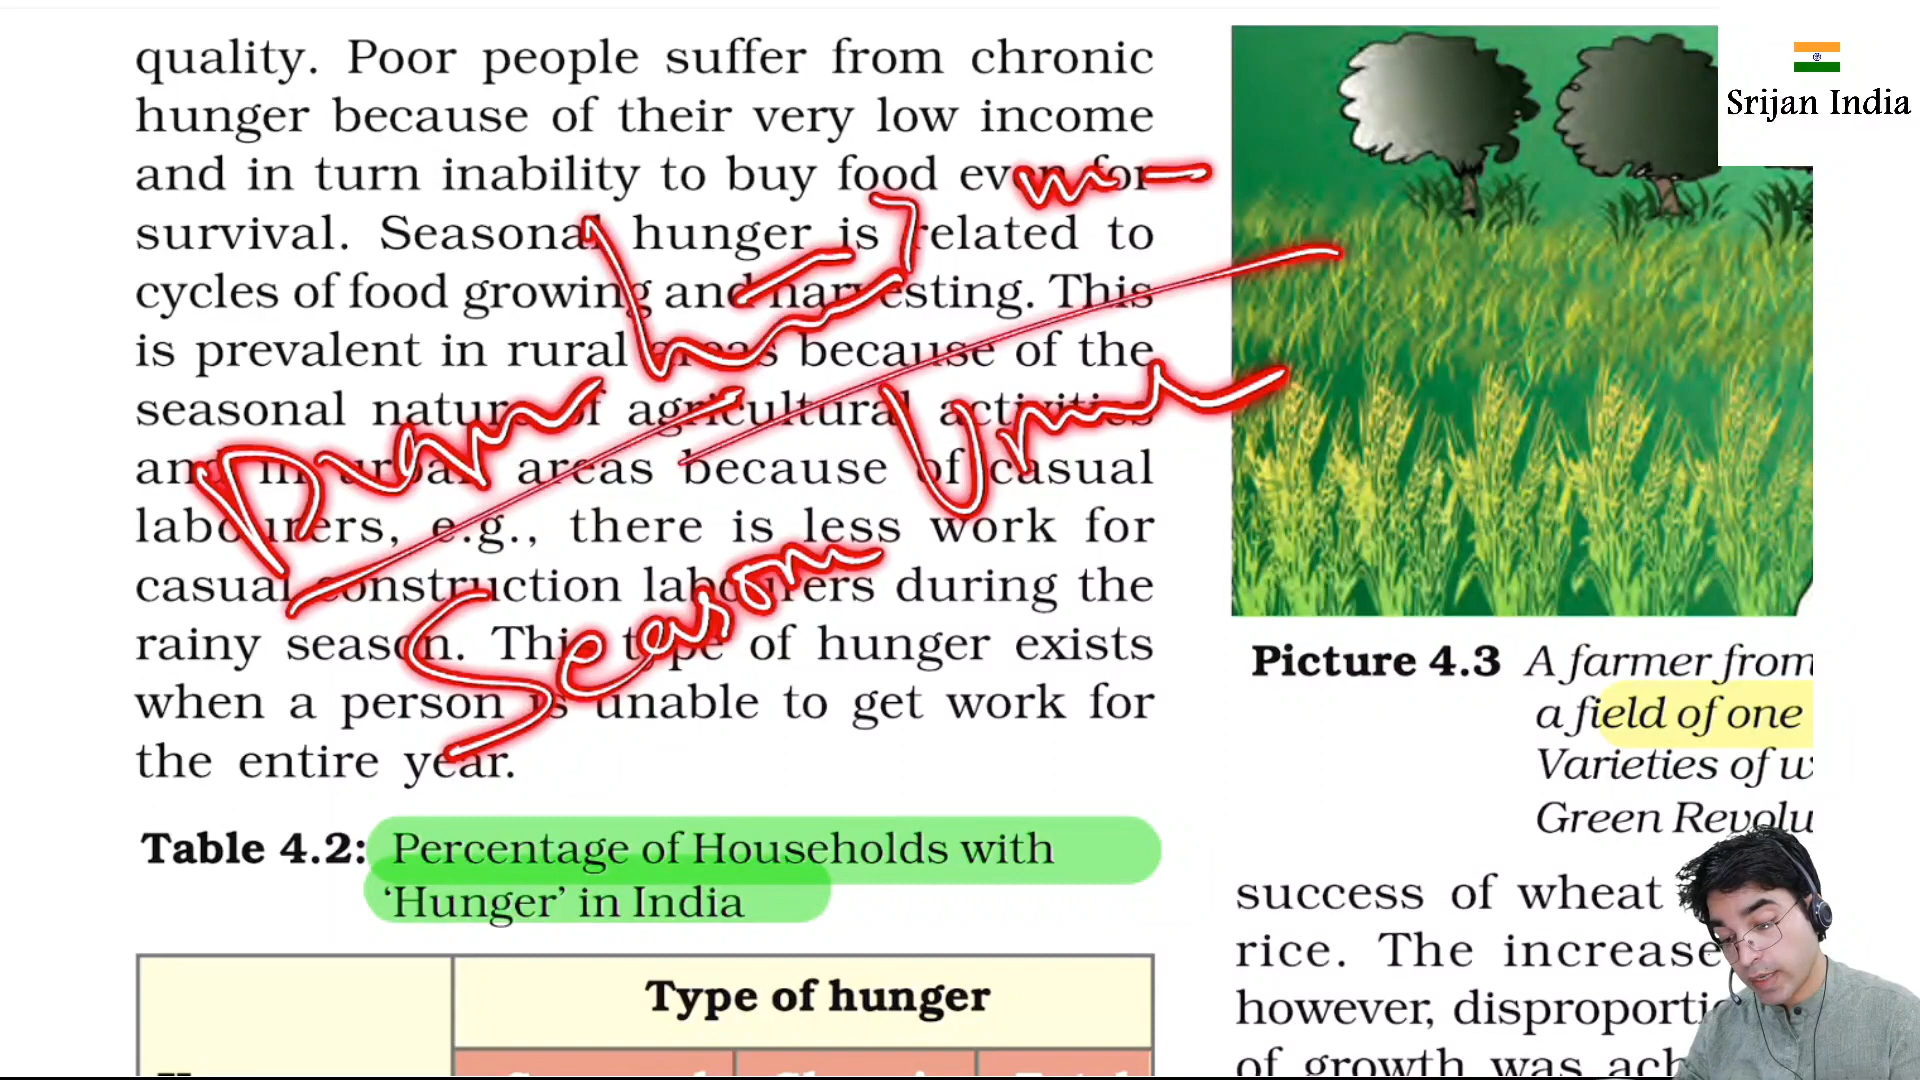 quality. Poor people suffer from chronic
hunger because of their very low income
and in turn inability to buy food even for
survival. Seasonal hunger is related to
cycles of food growing and harvesting. This
is prevalent in rural areas because of the
seasonal nature of agricultural activities
and in urban areas because of casual
labourers, e.g., there is less work for
casual construction labourers during the
rainy season. This type of hunger exists
when a person is unable to get work for
the entire year.
Season
Table 4.2: Percentage of Households with
‘Hunger’ in India
Type of hunger
Srijan India
Picture 4.3 A farmer from
a field of one
Varieties of w
Green Revolu
success of wheat
rice. The increase
however, disproporti
of growth was ach